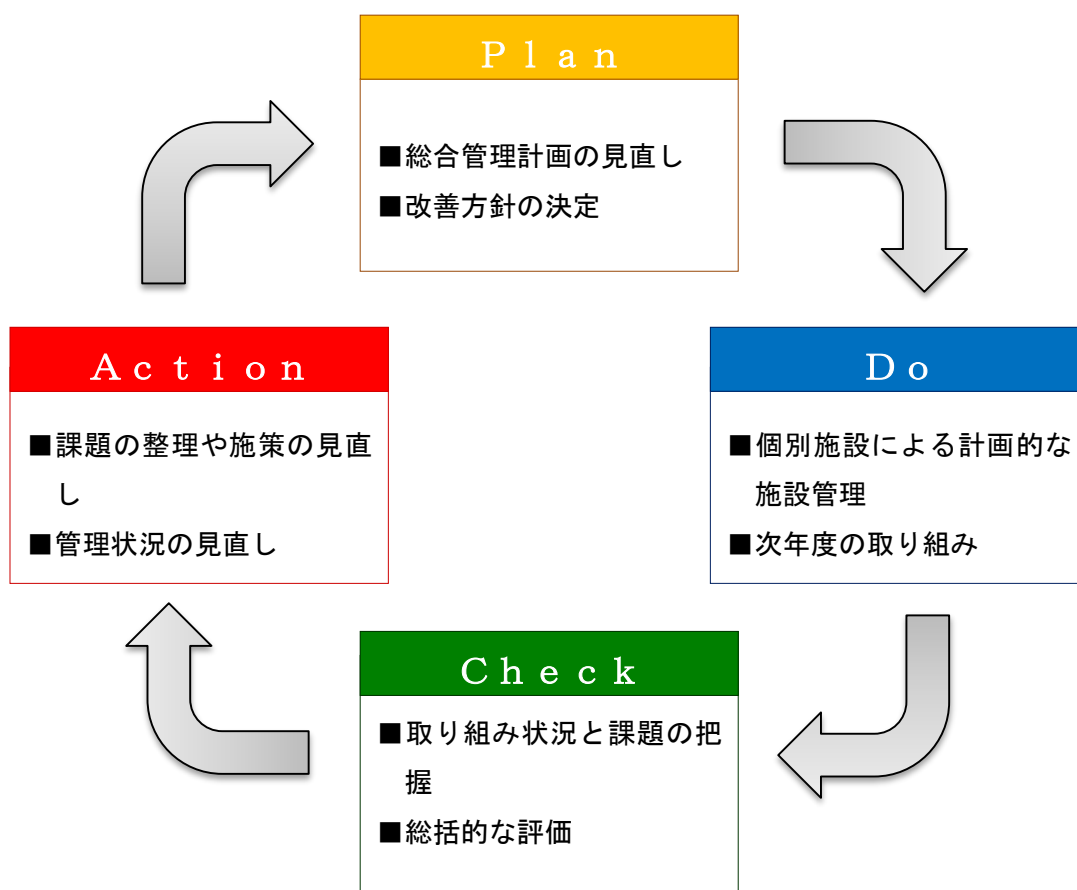 Ｐｌａｎ
■総合管理計画の見直し
■改善方針の決定
Ａｃｔｉｏｎ
■課題の整理や施策の見直
し
■管理状況の見直し
Ｄｏ
■個別施設による計画的な
施設管理
■次年度の取り組み
Ｃｈｅｃｋ
■取り組み状況と課題の把
握
■総括的な評価